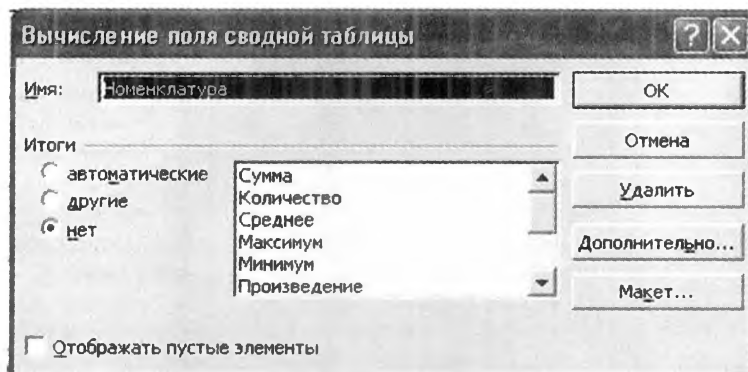 Вычисление поля сводной таблицы
Имя: Номенклатура
ОК
Итоги
Отмена
автоматические
другие
нет
Сумма
Количество
Среднее
Максимум
Минимум
Произведение
Удалить
Дополнительно...
Макет...
Отображать пустые элементы